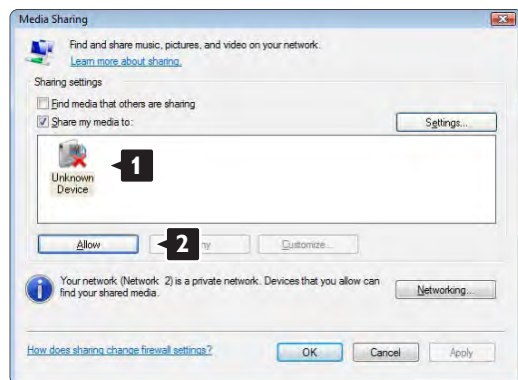 Media Sharing
Find and share music, pictures, and video on your network.
Learn more about sharing.
Sharing settings
Find media that others are sharing
Share my media to:
Settings...
1
Unknown
Device
Allow
2
Customize...
Your network (Network 2) is a private network. Devices that you allow can
find your shared media.
Networking...
How does sharing change firewall settings?
OK
Cancel
Apply